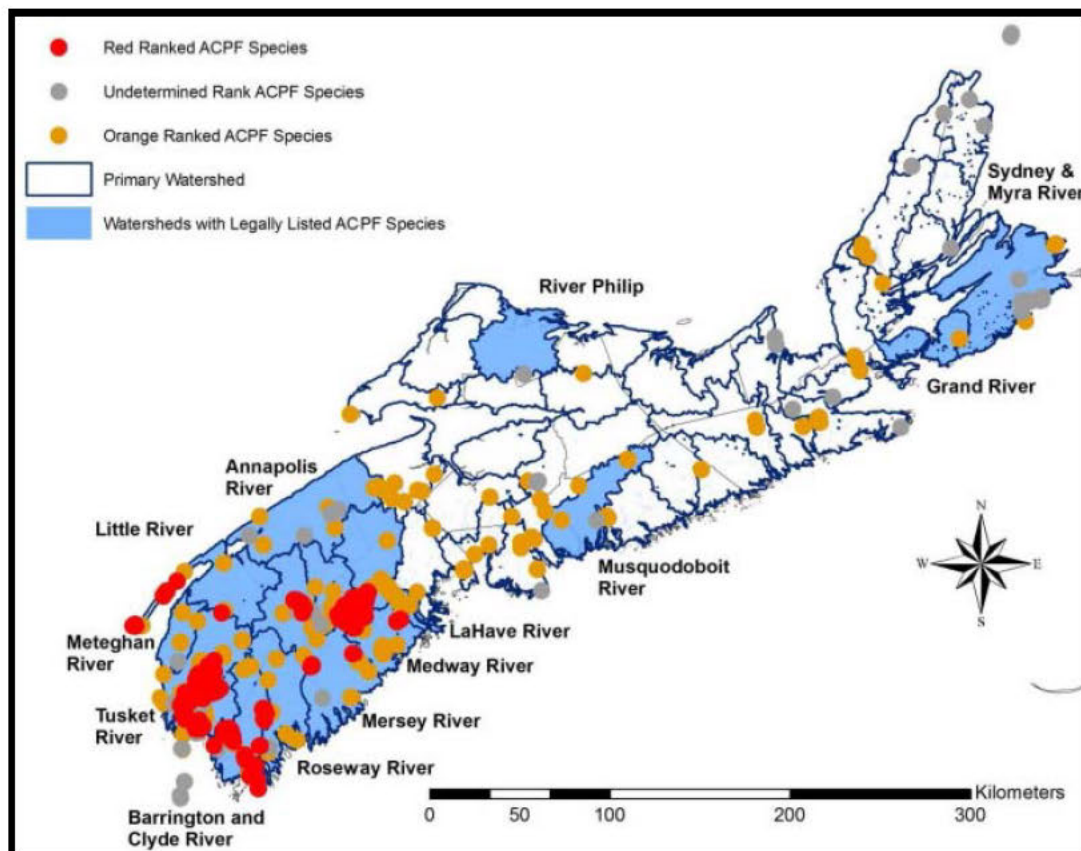 Red Ranked ACPF Species
Undetermined Rank ACPF Species
Orange Ranked ACPF Species
Primary Watershed
Watersheds with Legally Listed ACPF Species
Sydney &
Myra River
River Philip
Grand River
Annapolis
River
Little River
Musquodoboit
River
N
W
E
S
LaHave River
Meteghan
River
Medway River
Tusket
River
Mersey River
Roseway River
Barrington and
Clyde River
Kilometers
0 50 100 200 300